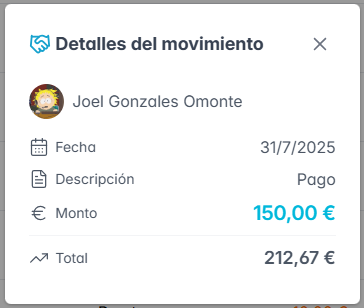 Detalles del movimiento
Joel Gonzales Omonte
Fecha 31/7/2025
Descripción Pago
Monto 150,00 €
Total 212,67 €